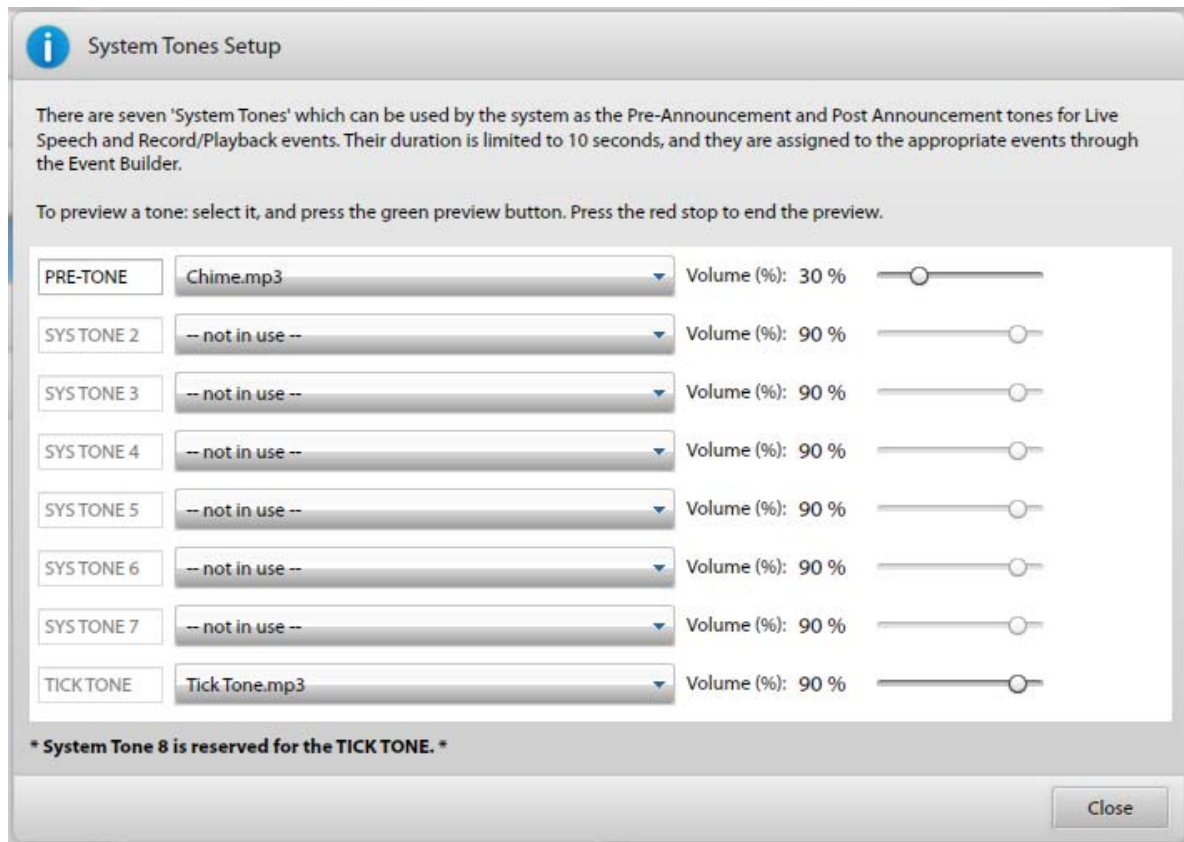 System Tones Setup
There are seven 'System Tones' which can be used by the system as the Pre-Announcement and Post Announcement tones for Live
Speech and Record/Playback events. Their duration is limited to 10 seconds, and they are assigned to the appropriate events through
the Event Builder.
To preview a tone: select it, and press the green preview button. Press the red stop to end the preview.
PRE-TONE Chime.mp3 Volume (%): 30 %
SYS TONE 2 -- not in use -- Volume (%): 90 %
SYS TONE 3 -- not in use -- Volume (%): 90 %
SYS TONE 4 -- not in use -- Volume (%): 90 %
SYS TONE 5 -- not in use -- Volume (%): 90 %
SYS TONE 6 -- not in use -- Volume (%): 90 %
SYS TONE 7 -- not in use -- Volume (%): 90 %
TICK TONE Tick Tone.mp3 Volume (%): 90 %
* System Tone 8 is reserved for the TICK TONE. *
Close